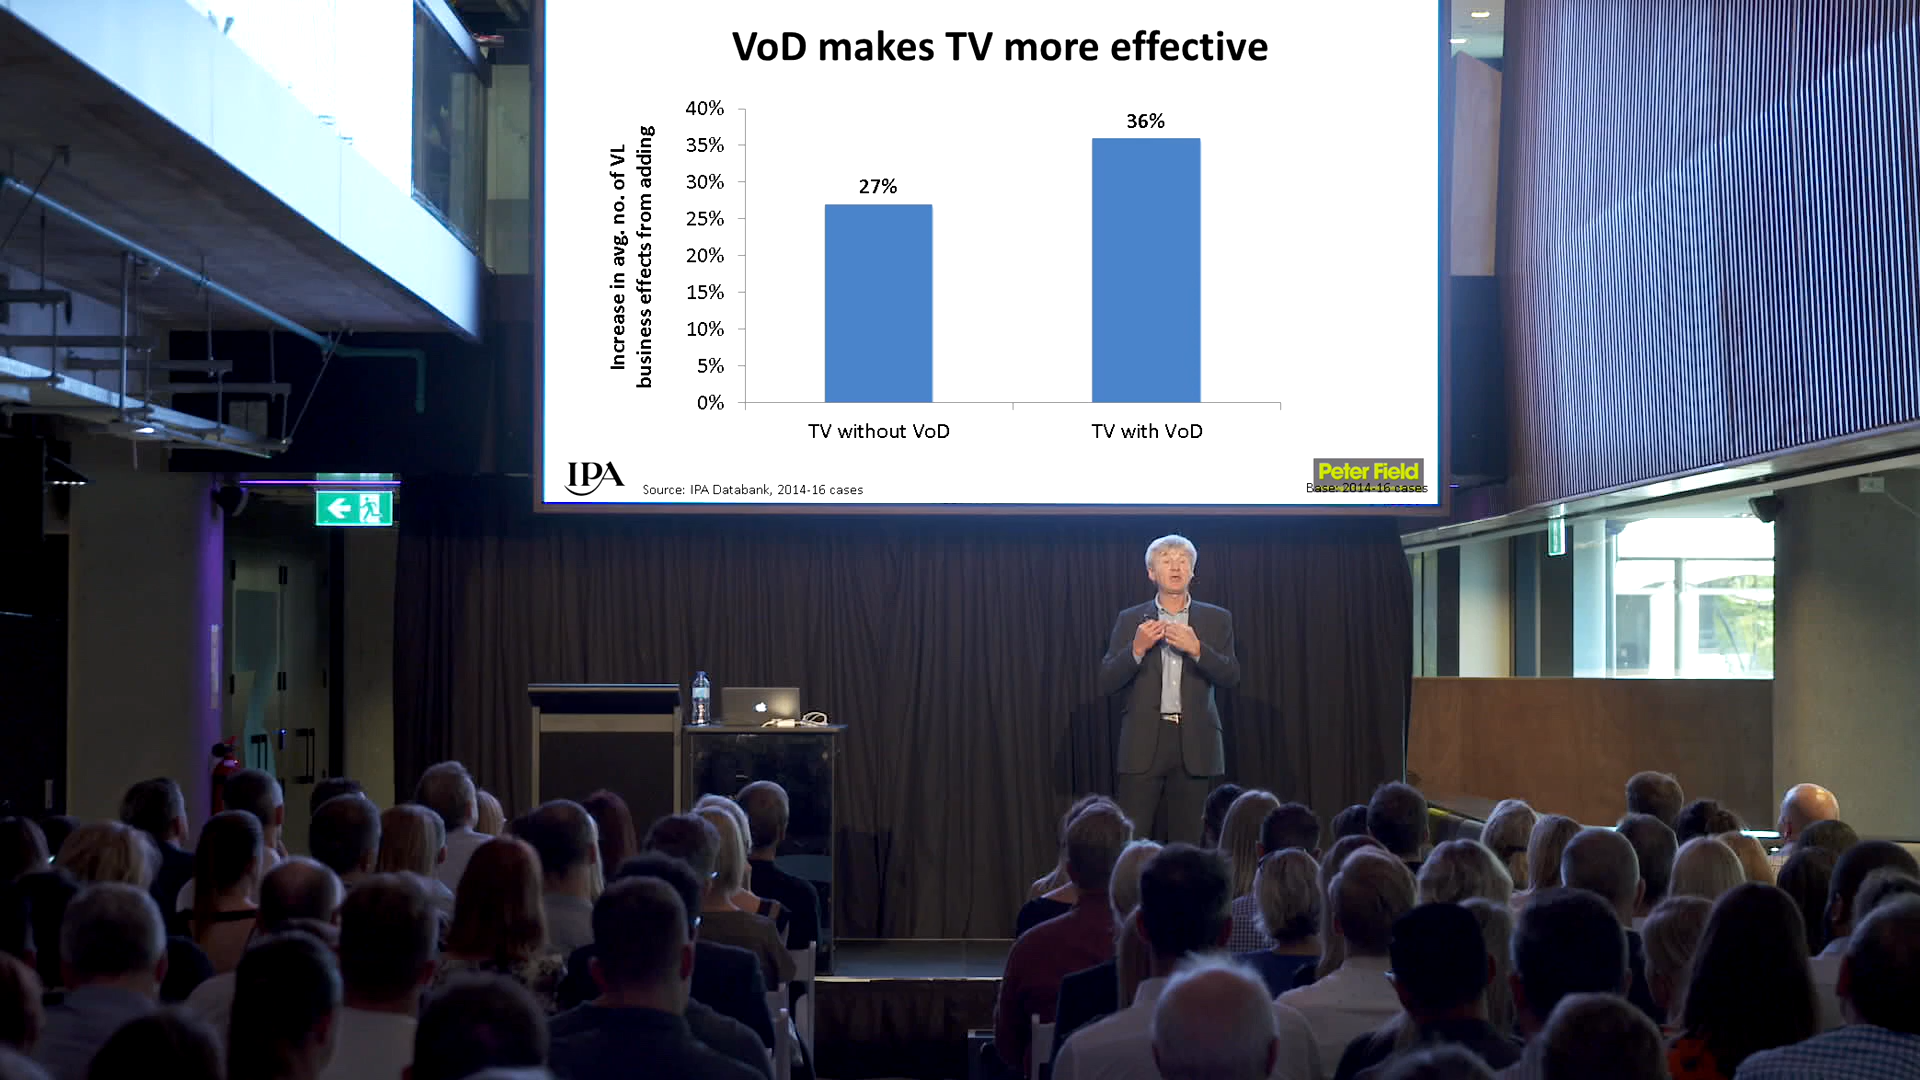 VoD makes TV more effective
Increase in avg. no. of VL
business effects from adding
40%
35%
30%
25%
20%
15%
10%
5%
0%
27%
36%
TV without VoD
TV with VoD
IPA
Source: IPA Databank, 2014-16 cases
Peter Field
Base: 2014-16 cases